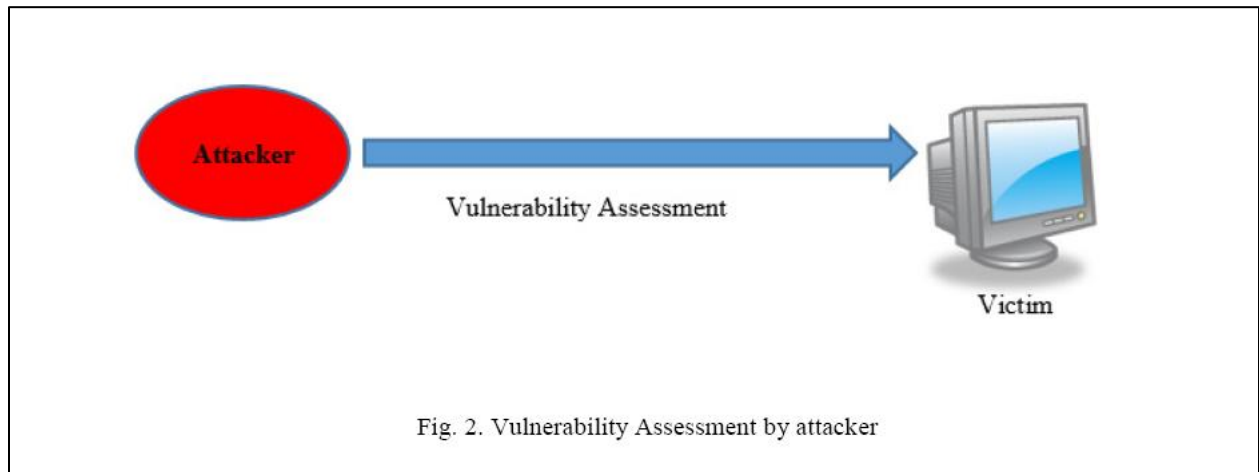 Attacker
Vulnerability Assessment
Victim
Fig. 2. Vulnerability Assessment by attacker